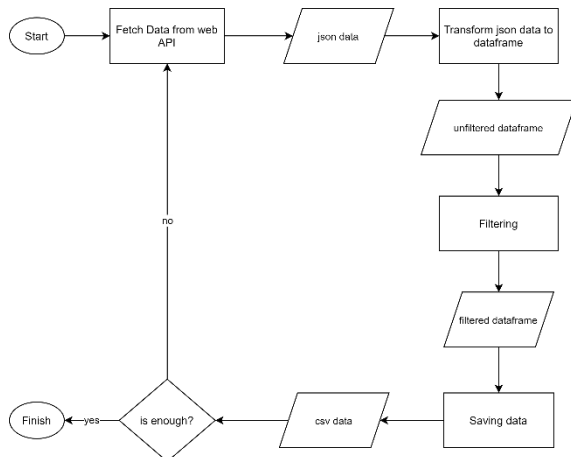 Start
Fetch Data from web
API
json data
Transform json data to
dataframe
unfiltered dataframe
Filtering
filtered dataframe
Saving data
csv data
is enough?
no
yes
Finish